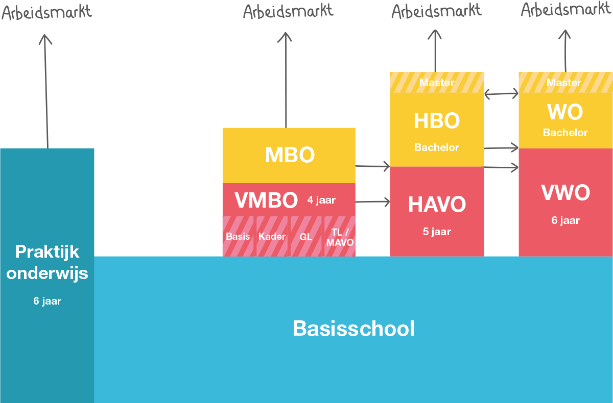 Arbeidsmarkt
Arbeidsmarkt
Arbeidsmarkt
Arbeidsmarkt
Praktijk
onderwijs
6 jaar
MBO
VMBO 4 jaar
Basis
Kader
GL
TL /
MAVO
Master
HBO
Bachelor
HAVO
5 jaar
Master
WO
Bachelor
VWO
6 jaar
Basisschool